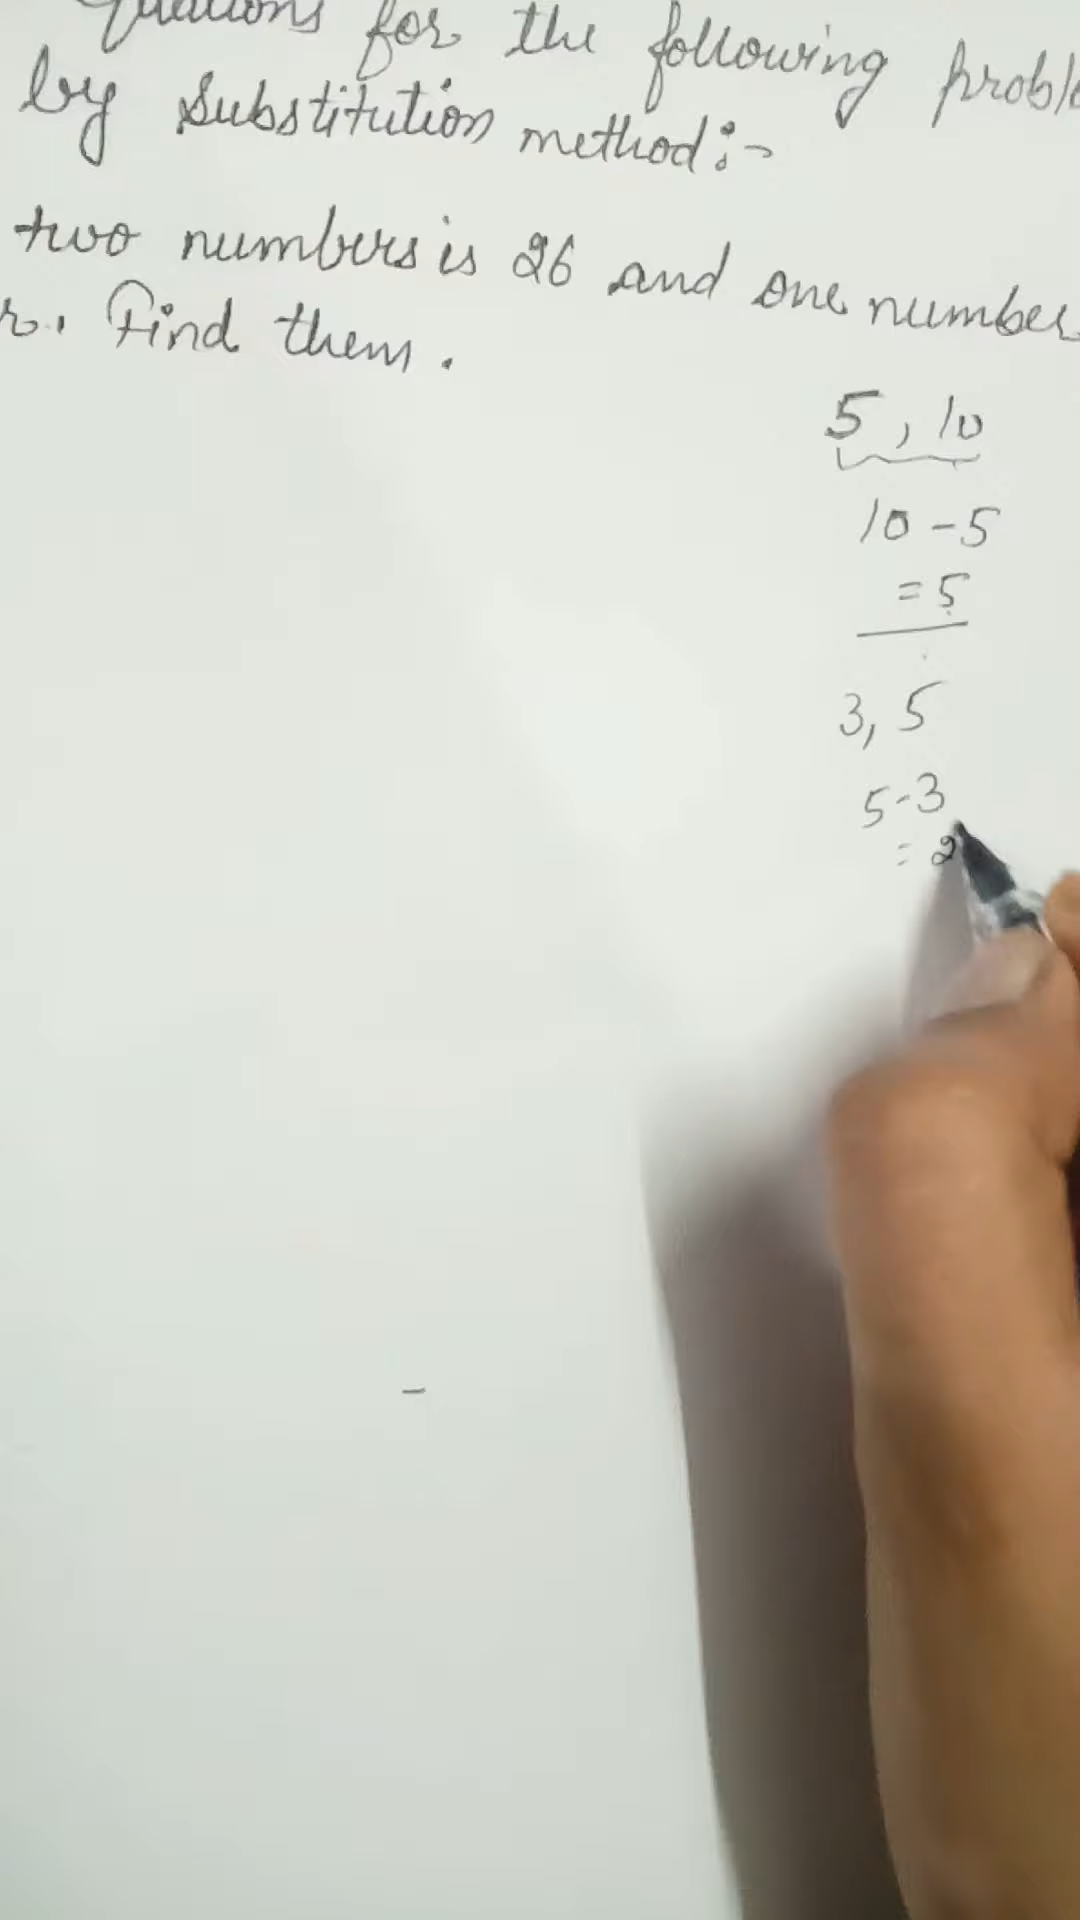 for the following
by substitution method:-
two numbers is 26 and one number
. Find them.
5, 10
10-5
=5
3, 5
5-3
= 2